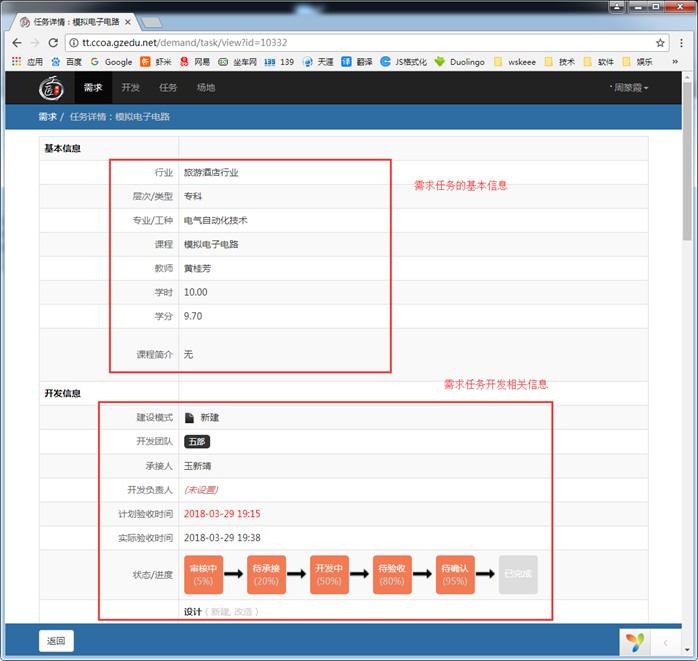 任务详情：模拟电子电路
tt.ccoa.gzedu.net/demand/task/view?id=10332
应用 百度 Google 虾米 网易 坐车网 139 139 天涯 翻译 JS格式化 Duolingo wskeee 技术 软件 娱乐 »
需求 开发 任务 场地
需求 / 任务详情：模拟电子电路
基本信息
需求任务的基本信息
行业 旅游酒店行业
层次/类型 专科
专业/工种 电气自动化技术
课程 模拟电子电路
教师 黄桂芳
学时 10.00
学分 9.70
课程简介 无
需求任务开发相关信息
开发信息
建设模式 新建
开发团队 五部
承接人 玉新靖
开发负责人 (未设置)
计划验收时间 2018-03-29 19:15
实际验收时间 2018-03-29 19:38
状态/进度 审核中 (5%) 待承接 (20%) 开发中 (50%) 待验收 (80%) 待确认 (95%) 已完成
设计 ( 新建, 改造 )
返回